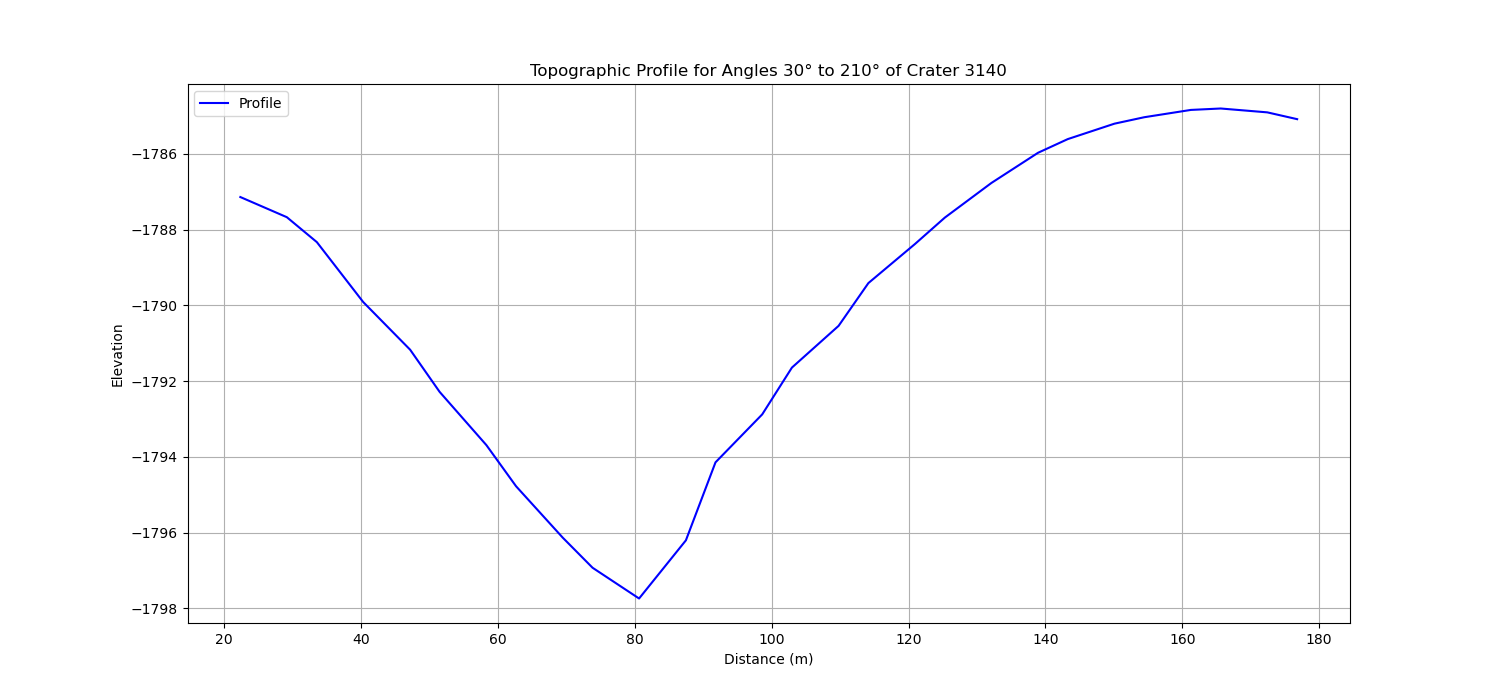 Topographic Profile for Angles 30° to 210° of Crater 3140
Profile
−1786
−1788
−1790
−1792
−1794
−1796
−1798
Elevation
20 40 60 80 100 120 140 160 180
Distance (m)